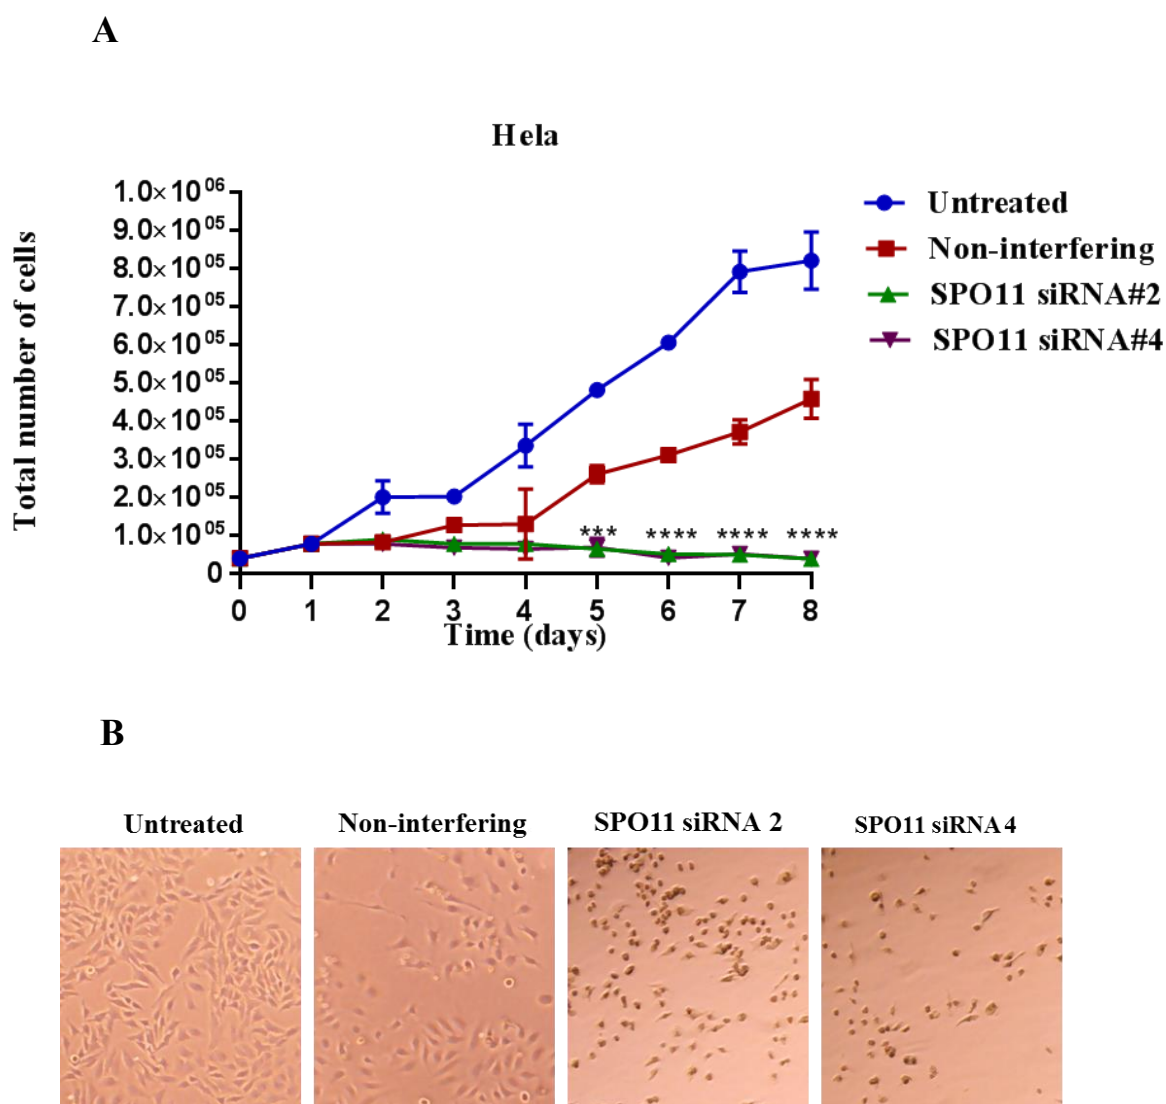 A
Hela
Total number of cells
1.0×10⁰⁶
9.0×10⁰⁵
8.0×10⁰⁵
7.0×10⁰⁵
6.0×10⁰⁵
5.0×10⁰⁵
4.0×10⁰⁵
3.0×10⁰⁵
2.0×10⁰⁵
1.0×10⁰⁵
0
*** **** **** ****
0 1 2 3 4 5 6 7 8
Time (days)
Untreated
Non-interfering
SPO11 siRNA#2
SPO11 siRNA#4
B
Untreated Non-interfering SPO11 siRNA 2 SPO11 siRNA 4